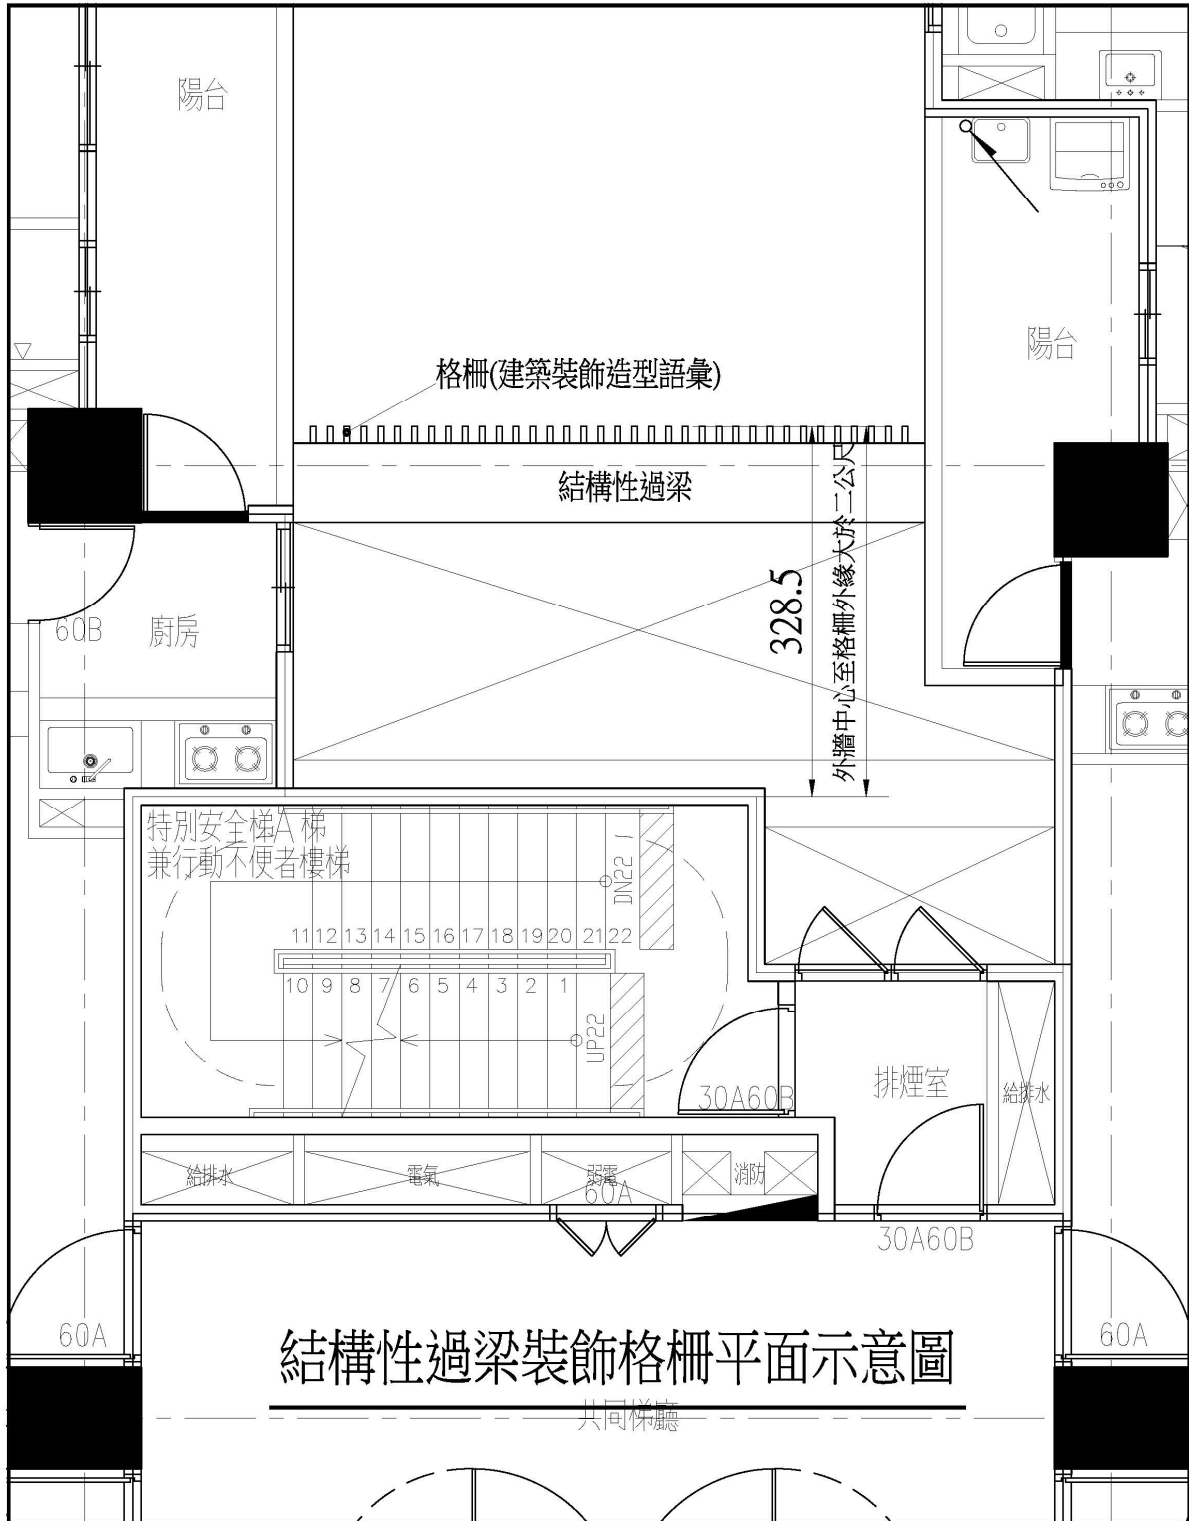 陽台
陽台
格柵(建築裝飾造型語彙)
結構性過梁
328.5
外牆中心至格柵外緣大於二公尺
60B
廚房
特別安全梯A 梯
兼行動不便者樓梯
DN22
1
11 12 13 14 15 16 17 18 19 20 21 22
10 9 8 7 6 5 4 3 2 1
UP22
30A60B
排煙室
給排水
給排水
電氣
弱電
消防
60A
30A60B
60A
60A
結構性過梁裝飾格柵平面示意圖
共同梯廳